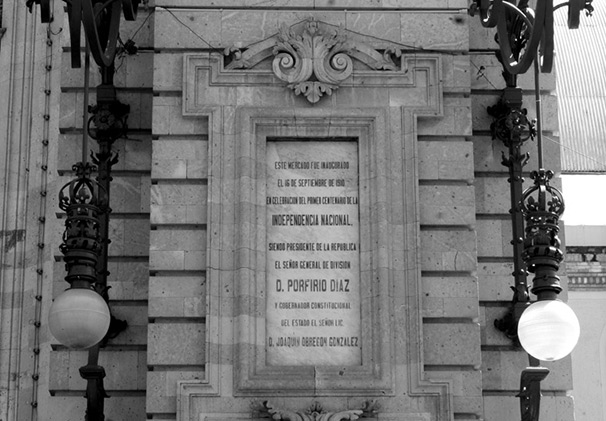 ESTE MERCADO FUE INAUGURADO
EL 16 DE SEPTIEMBRE DE 1910
EN CELEBRACION DEL PRIMER CENTENARIO DE LA
INDEPENDENCIA NACIONAL,
SIENDO PRESIDENTE DE LA REPUBLICA
EL SEÑOR GENERAL DE DIVISION
D. PORFIRIO DIAZ
Y GOBERNADOR CONSTITUCIONAL
DEL ESTADO EL SEÑOR LIC.
D. JOAQUIN OBREGON GONZALEZ